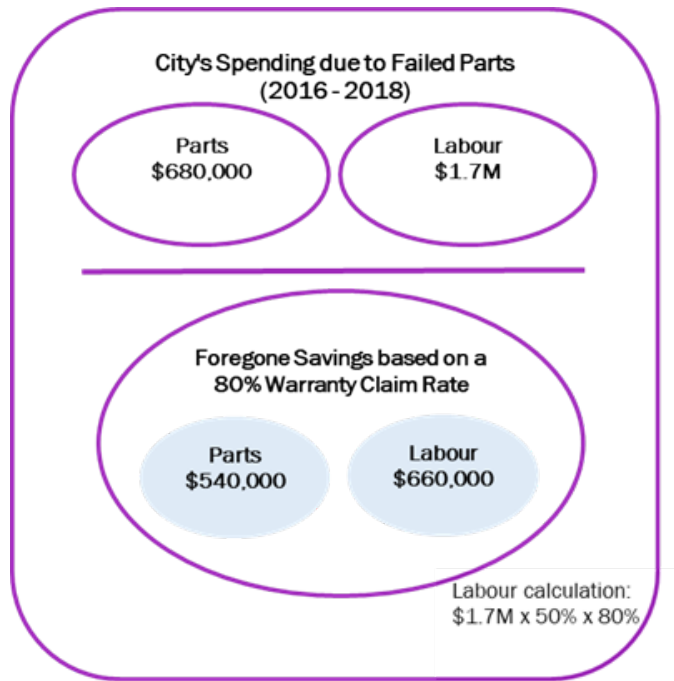 City's Spending due to Failed Parts
(2016 - 2018)
Parts
$680,000
Labour
$1.7M
Foregone Savings based on a
80% Warranty Claim Rate
Parts
$540,000
Labour
$660,000
Labour calculation:
$1.7M x 50% x 80%